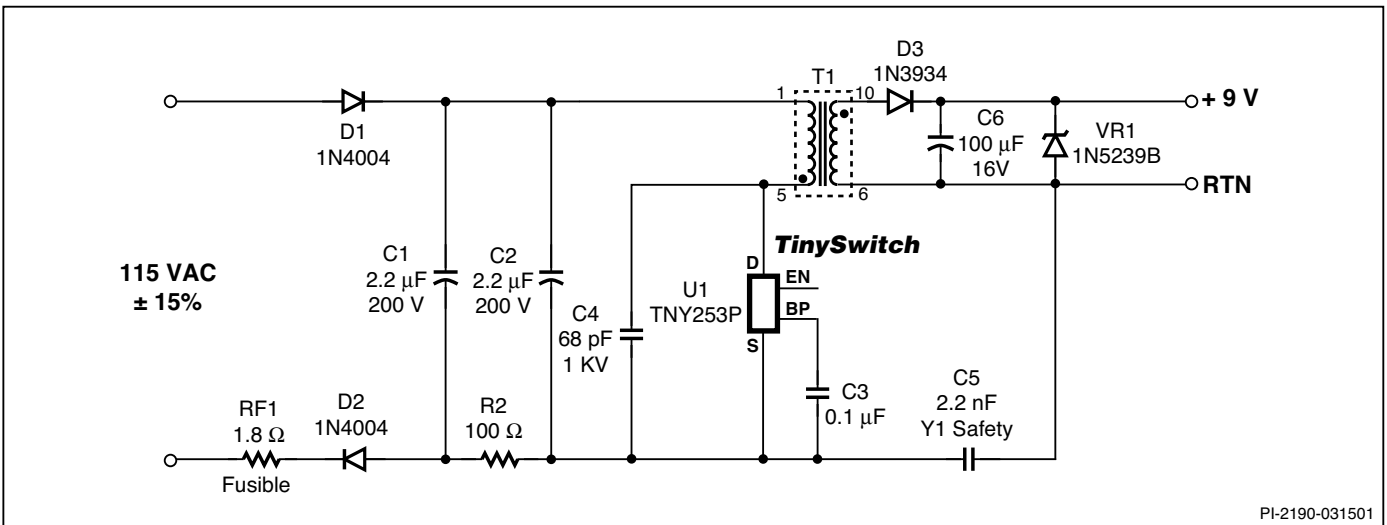 D3
1N3934
T1
1
10
+ 9 V
D1
1N4004
C6
100 µF
16V
VR1
1N5239B
5
6
RTN
TinySwitch
115 VAC
± 15%
C1
2.2 µF
200 V
C2
2.2 µF
200 V
D
EN
U1
TNY253P
BP
S
C4
68 pF
1 KV
C3
0.1 µF
C5
2.2 nF
Y1 Safety
RF1
1.8 Ω
Fusible
D2
1N4004
R2
100 Ω
PI-2190-031501